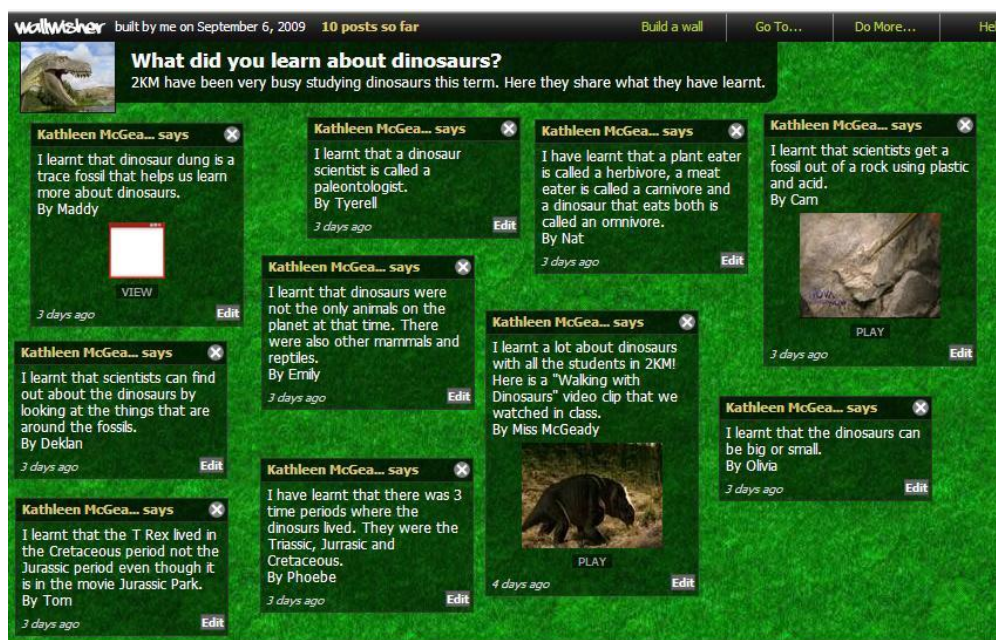 wallwisher built by me on September 6, 2009 10 posts so far Build a wall Go To... Do More... Hel
What did you learn about dinosaurs?
2KM have been very busy studying dinosaurs this term. Here they share what they have learnt.
Kathleen McGea... says
I learnt that dinosaur dung is a
trace fossil that helps us learn
more about dinosaurs.
By Maddy
VIEW
3 days ago Edit
Kathleen McGea... says
I learnt that a dinosaur
scientist is called a
paleontologist.
By Tyerell
3 days ago Edit
Kathleen McGea... says
I have learnt that a plant eater
is called a herbivore, a meat
eater is called a carnivore and
a dinosaur that eats both is
called an omnivore.
By Nat
3 days ago Edit
Kathleen McGea... says
I learnt that scientists get a
fossil out of a rock using plastic
and acid.
By Cam
PLAY
3 days ago Edit
Kathleen McGea... says
I learnt that dinosaurs were
not the only animals on the
planet at that time. There
were also other mammals and
reptiles.
By Emily
3 days ago Edit
Kathleen McGea... says
I learnt a lot about dinosaurs
with all the students in 2KM!
Here is a "Walking with
Dinosaurs" video clip that we
watched in class.
By Miss McGeady
PLAY
4 days ago Edit
Kathleen McGea... says
I learnt that scientists can find
out about the dinosaurs by
looking at the things that are
around the fossils.
By Deklan
3 days ago Edit
Kathleen McGea... says
I learnt that the dinosaurs can
be big or small.
By Olivia
3 days ago Edit
Kathleen McGea... says
I have learnt that there was 3
time periods where the
dinosurs lived. They were the
Triassic, Jurrasic and
Cretaceous.
By Phoebe
3 days ago Edit
Kathleen McGea... says
I learnt that the T Rex lived in
the Cretaceous period not the
Jurassic period even though it
is in the movie Jurassic Park.
By Tom
3 days ago Edit